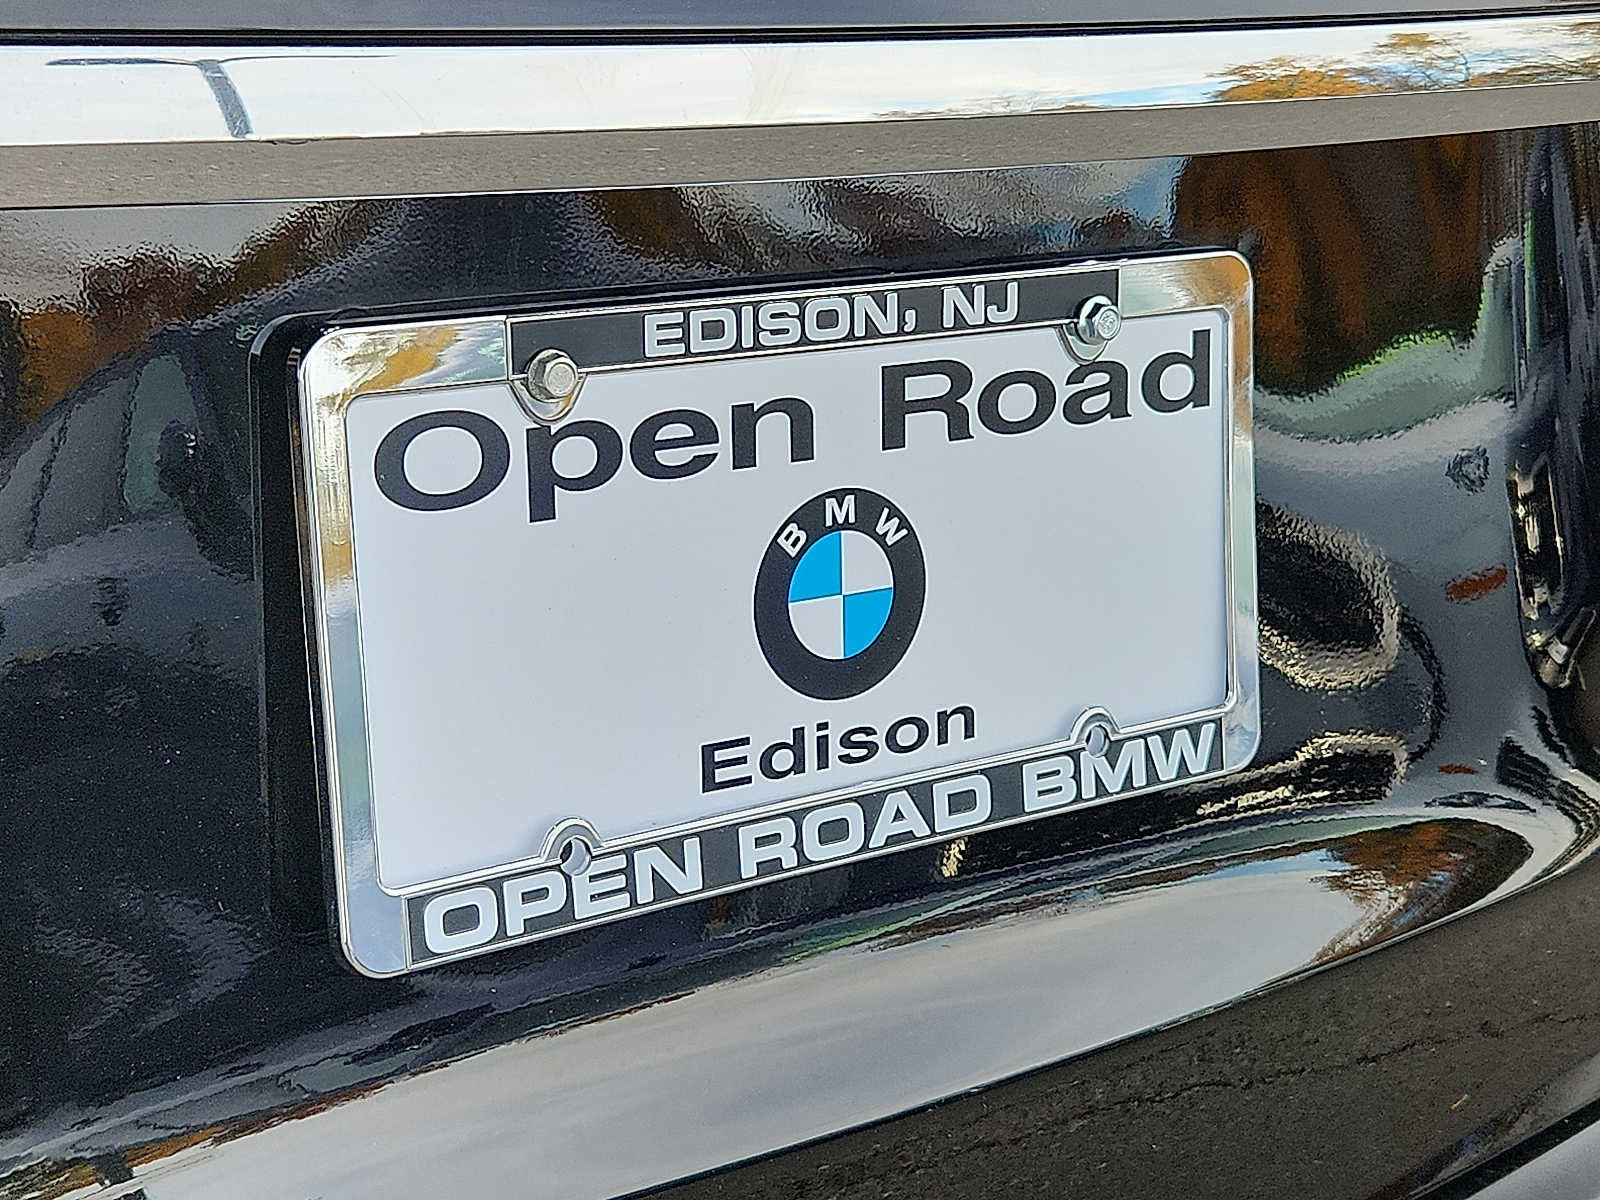 EDISON, NJ
Open Road
BMW
Edison
OPEN ROAD BMW